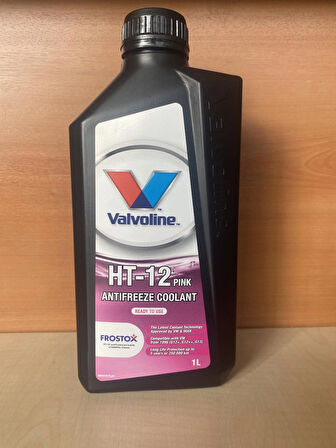 Valvoline™
HT-12 PINK
ANTIFREEZE COOLANT
READY TO USE
FROSTOX
The Latest Coolant Technology
Approved by VW & MAN
Compatible with VW
from 1996 (G12+, G12++, G13)
Long Life Protection up to
5 years or 250.000 km
1L
Valvoline